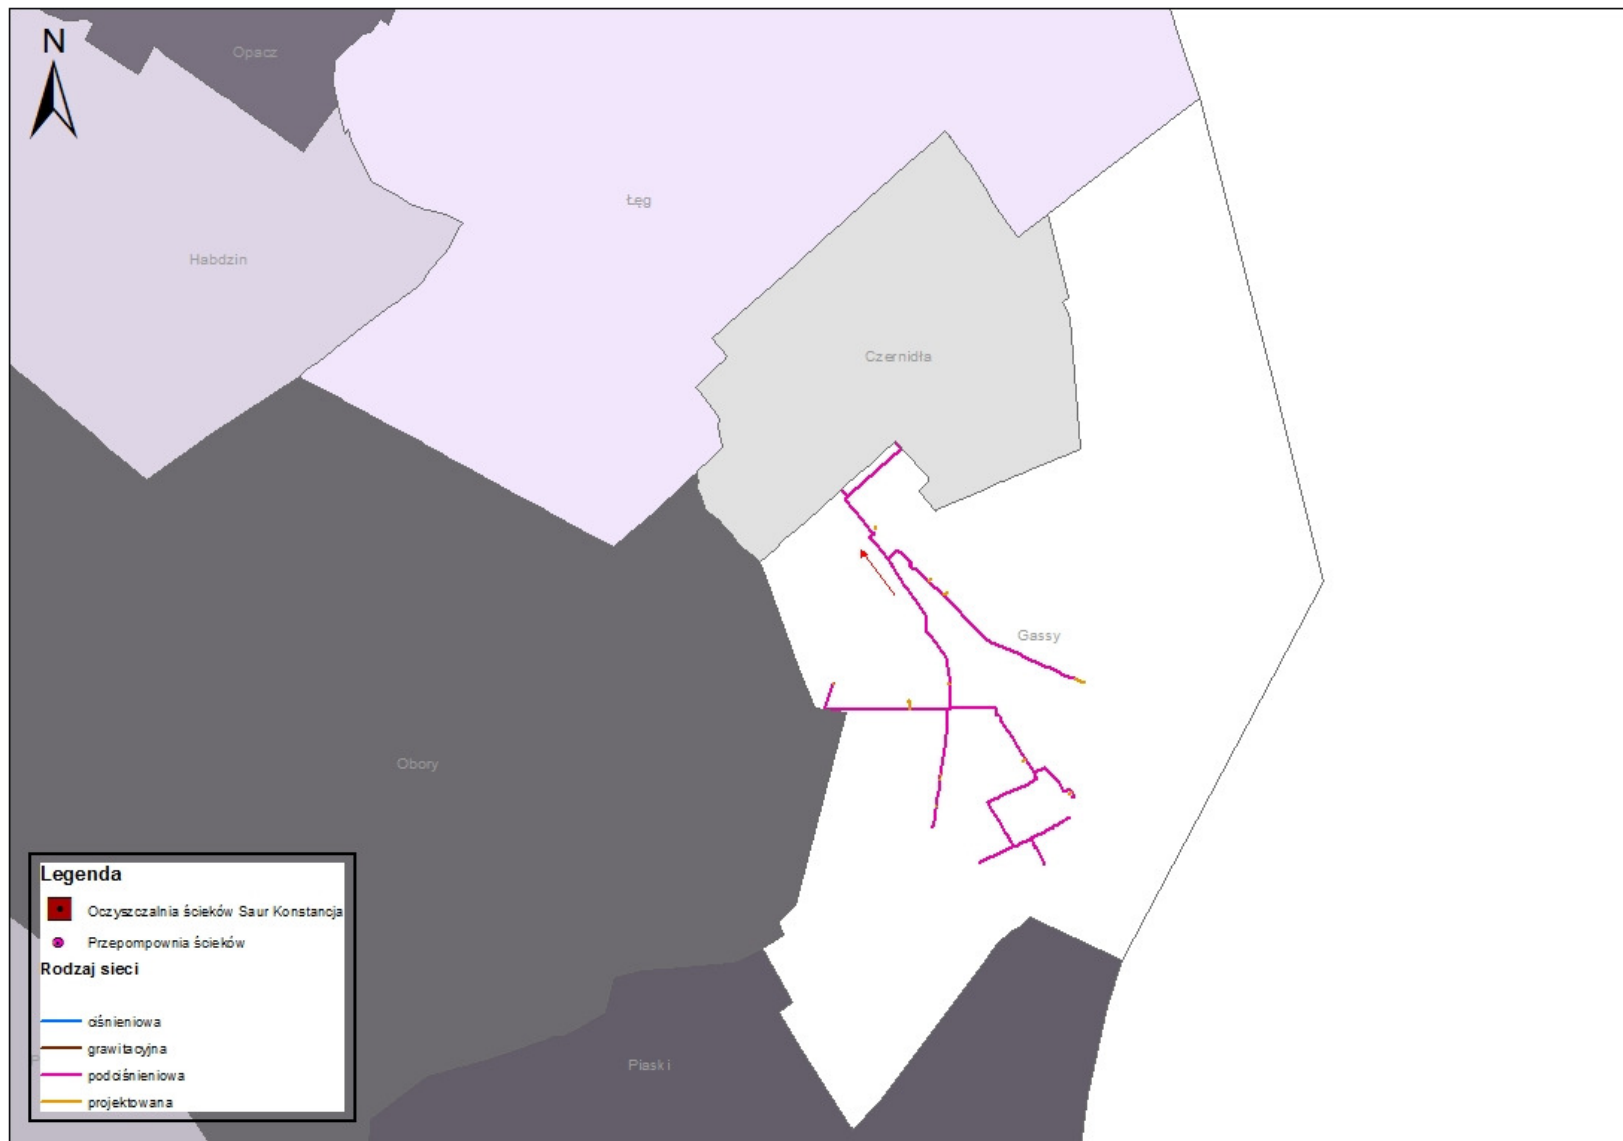 N
Opacz
Łęg
Habdzin
Czernidła
Gassy
Obory
Piaski
Legenda
Oczyszczalnia ścieków Saur Konstancja
Przepompownia ścieków
Rodzaj sieci
ciśnieniowa
grawitacyjna
podciśnieniowa
projektowana